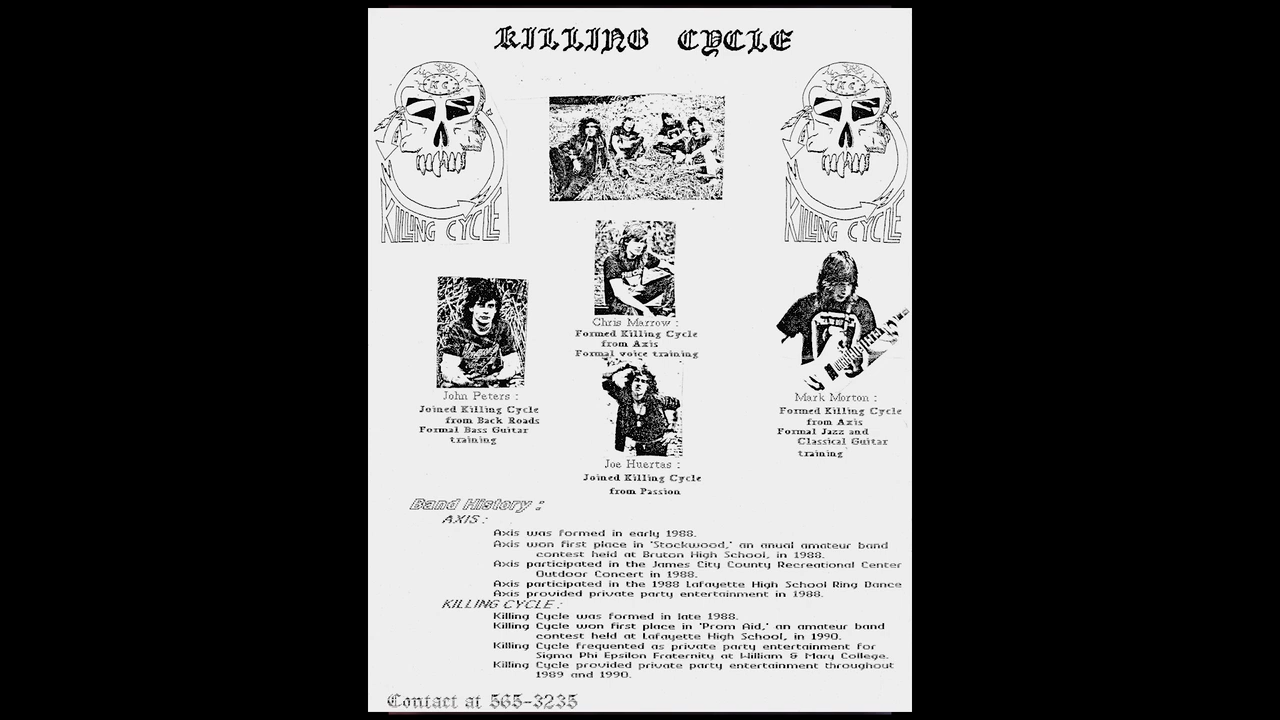 KILLING CYCLE
K C
K C
KILLING CYCLE
KILLING CYCLE
Chris Marrow :
Formed Killing Cycle
from Axis
Formal voice training
John Peters :
Joined Killing Cycle
from Back Roads
Formal Bass Guitar
training
Mark Morton :
Formed Killing Cycle
from Axis
Formal Jazz and
Classical Guitar
training
Joe Huertas :
Joined Killing Cycle
from Passion
Band History :
AXIS :
Axis was formed in early 1988.
Axis won first place in 'Stockwood,' an anual amateur band
contest held at Bruton High School, in 1988.
Axis participated in the James City County Recreational Center
Outdoor Concert in 1988.
Axis participated in the 1988 Lafayette High School Ring Dance
Axis provided private party entertainment in 1988.
KILLING CYCLE :
Killing Cycle was formed in late 1988.
Killing Cycle won first place in 'Prom Aid,' an amateur band
contest held at Lafayette High School, in 1990.
Killing Cycle frequented as private party entertainment for
Sigma Phi Epsilon Fraternity at William & Mary College.
Killing Cycle provided private party entertainment throughout
1989 and 1990.
Contact at 565-3235